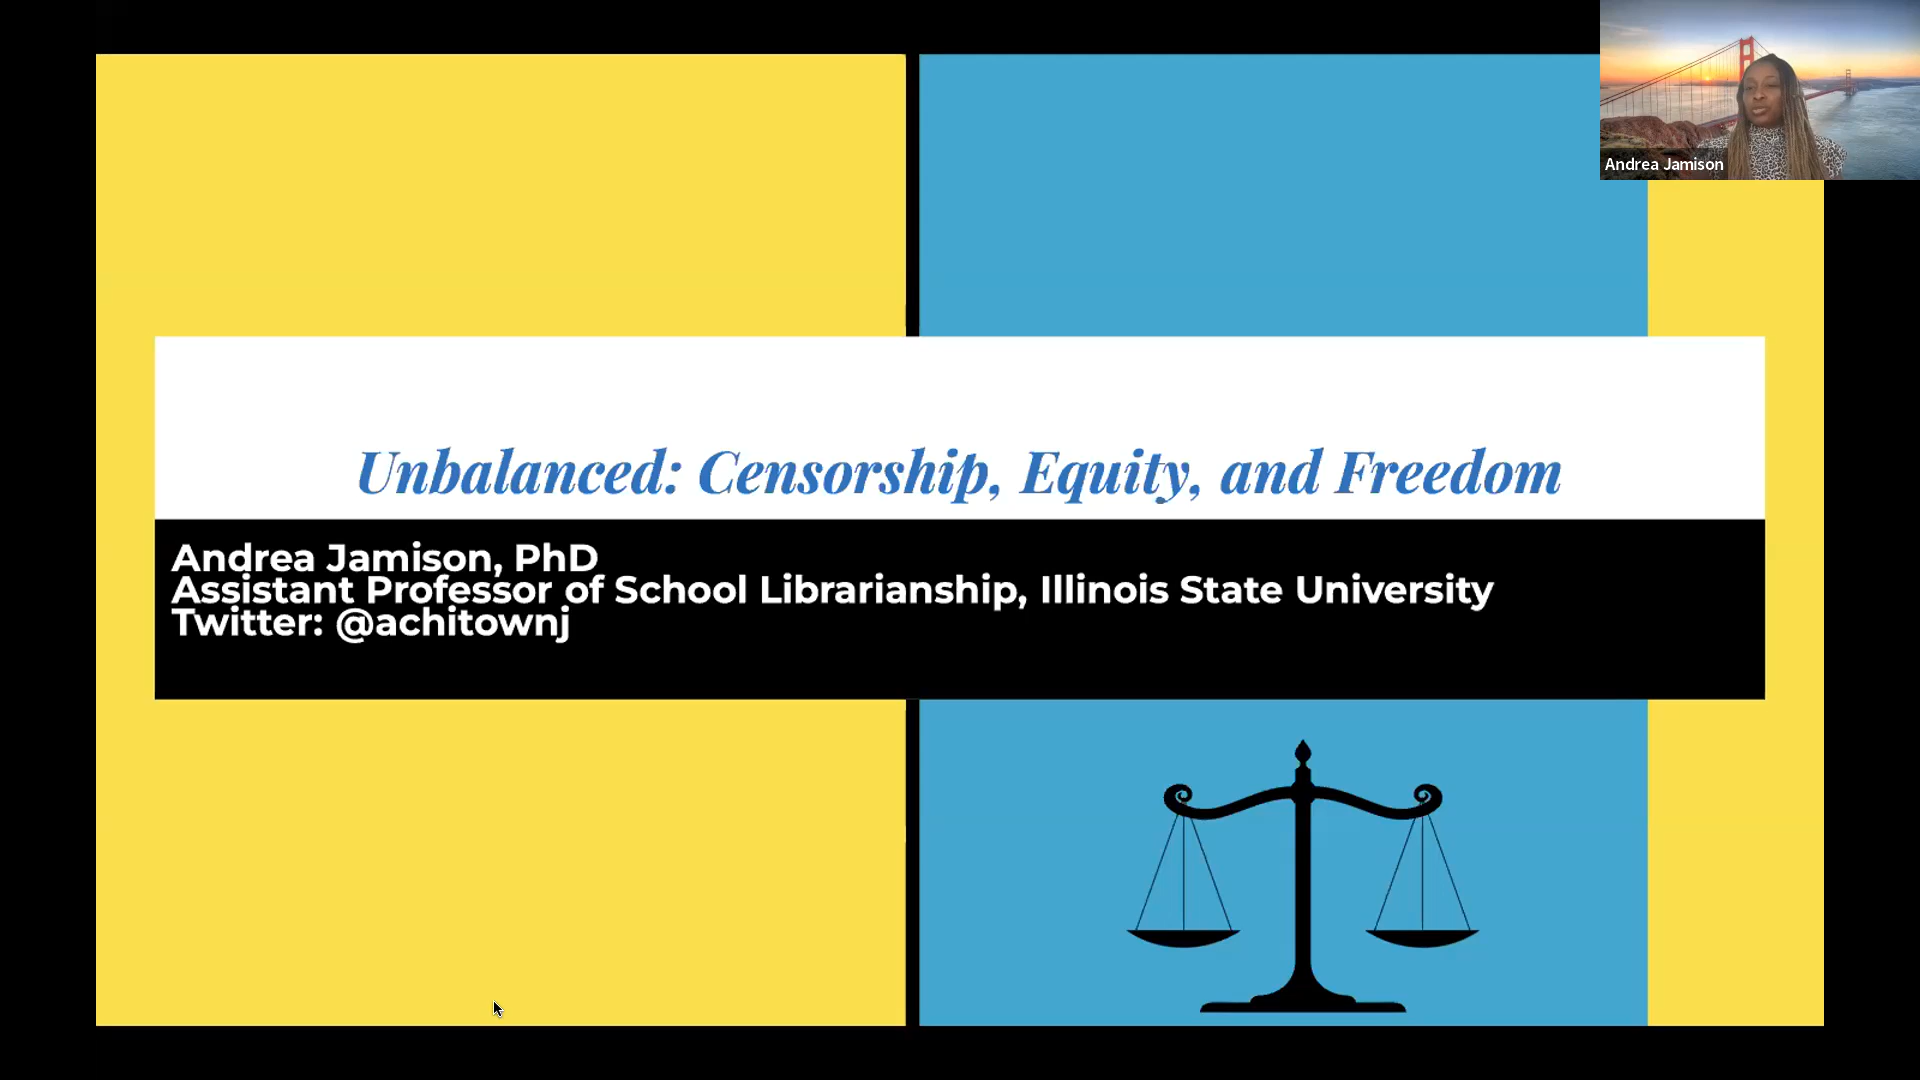 Andrea Jamison
Unbalanced: Censorship, Equity, and Freedom
Andrea Jamison, PhD
Assistant Professor of School Librarianship, Illinois State University
Twitter: @achitownj